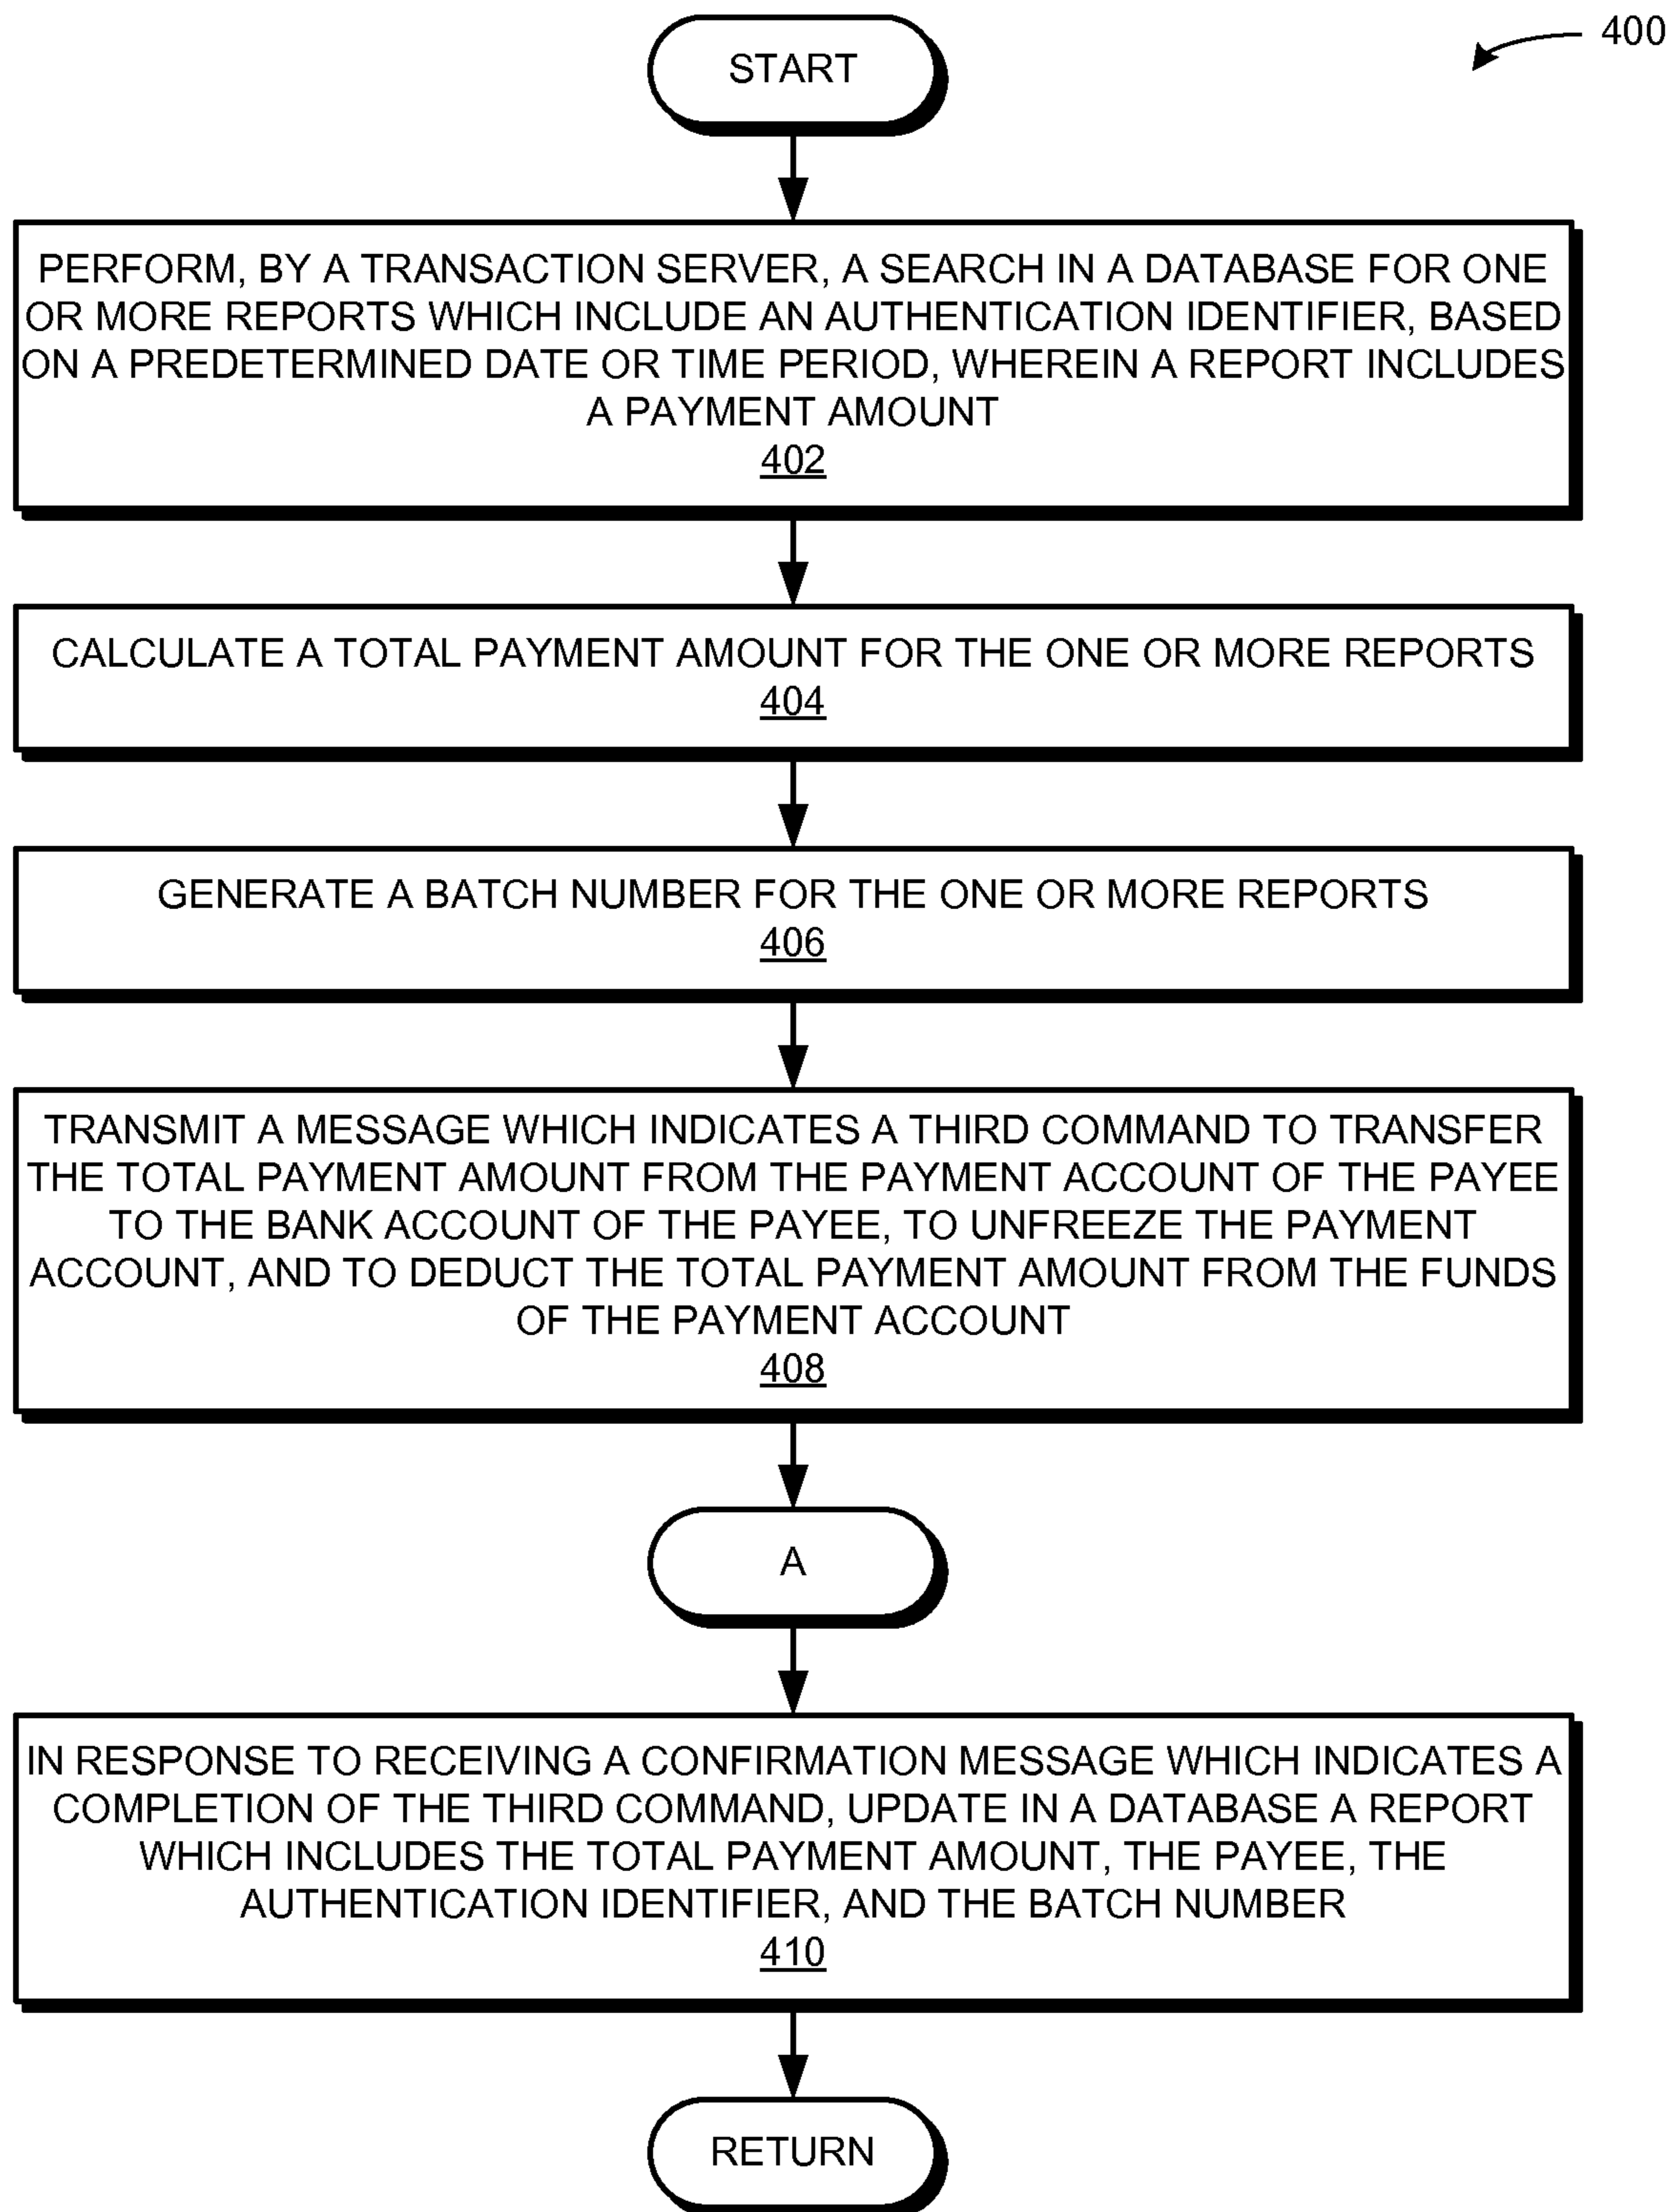 400
START
PERFORM, BY A TRANSACTION SERVER, A SEARCH IN A DATABASE FOR ONE
OR MORE REPORTS WHICH INCLUDE AN AUTHENTICATION IDENTIFIER, BASED
ON A PREDETERMINED DATE OR TIME PERIOD, WHEREIN A REPORT INCLUDES
A PAYMENT AMOUNT
402
CALCULATE A TOTAL PAYMENT AMOUNT FOR THE ONE OR MORE REPORTS
404
GENERATE A BATCH NUMBER FOR THE ONE OR MORE REPORTS
406
TRANSMIT A MESSAGE WHICH INDICATES A THIRD COMMAND TO TRANSFER
THE TOTAL PAYMENT AMOUNT FROM THE PAYMENT ACCOUNT OF THE PAYEE
TO THE BANK ACCOUNT OF THE PAYEE, TO UNFREEZE THE PAYMENT
ACCOUNT, AND TO DEDUCT THE TOTAL PAYMENT AMOUNT FROM THE FUNDS
OF THE PAYMENT ACCOUNT
408
A
IN RESPONSE TO RECEIVING A CONFIRMATION MESSAGE WHICH INDICATES A
COMPLETION OF THE THIRD COMMAND, UPDATE IN A DATABASE A REPORT
WHICH INCLUDES THE TOTAL PAYMENT AMOUNT, THE PAYEE, THE
AUTHENTICATION IDENTIFIER, AND THE BATCH NUMBER
410
RETURN